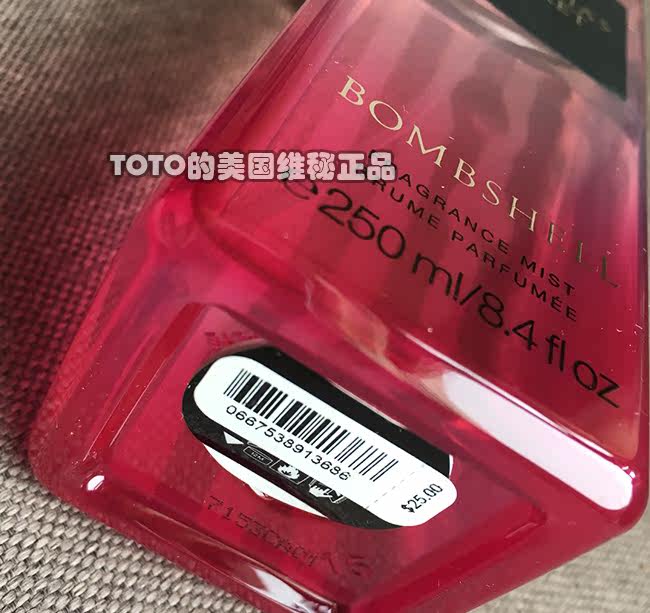 BOMBSHELL
TOTO的美国维秘正品
FRAGRANCE MIST
BRUME PARFUMÉE
e 250 ml/8.4 fl oz
0667538913686
$25.00